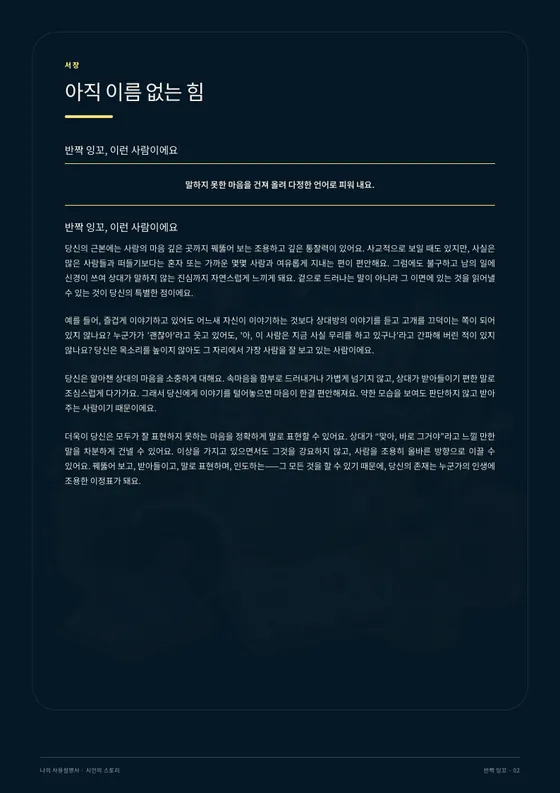 서장
아직 이름 없는 힘
반짝 잉꼬, 이런 사람이에요
말하지 못한 마음을 건져 올려 다정한 언어로 피워 내요.
반짝 잉꼬, 이런 사람이에요
당신의 근본에는 사람의 마음 깊은 곳까지 꿰뚫어 보는 조용하고 깊은 통찰력이 있어요. 사교적으로 보일 때도 있지만, 사실은
많은 사람들과 떠들기보다는 혼자 또는 가까운 몇몇 사람과 여유롭게 지내는 편이 편안해요. 그럼에도 불구하고 남의 일에
신경이 쓰여 상대가 말하지 않는 진심까지 자연스럽게 느끼게 돼요. 겉으로 드러나는 말이 아니라 그 이면에 있는 것을 읽어낼
수 있는 것이 당신의 특별한 점이에요.
예를 들어, 즐겁게 이야기하고 있어도 어느새 자신이 이야기하는 것보다 상대방의 이야기를 듣고 고개를 끄덕이는 쪽이 되어
있지 않나요? 누군가가 '괜찮아'라고 웃고 있어도, '아, 이 사람은 지금 사실 무리를 하고 있구나'라고 간파해 버린 적이 있지
않나요? 당신은 목소리를 높이지 않아도 그 자리에서 가장 사람을 잘 보고 있는 사람이에요.
당신은 알아챈 상대의 마음을 소중하게 대해요. 속마음을 함부로 드러내거나 가볍게 넘기지 않고, 상대가 받아들이기 편한 말로
조심스럽게 다가가요. 그래서 당신에게 이야기를 털어놓으면 마음이 한결 편안해져요. 약한 모습을 보여도 판단하지 않고 받아
주는 사람이기 때문이에요.
더욱이 당신은 모두가 잘 표현하지 못하는 마음을 정확하게 말로 표현할 수 있어요. 상대가 "맞아, 바로 그거야"라고 느낄 만한
말을 차분하게 건넬 수 있어요. 이상을 가지고 있으면서도 그것을 강요하지 않고, 사람을 조용히 올바른 방향으로 이끌 수
있어요. 꿰뚫어 보고, 받아들이고, 말로 표현하며, 인도하는——그 모든 것을 할 수 있기 때문에, 당신의 존재는 누군가의 인생에
조용한 이정표가 돼요.
나의 사용설명서 · 시안의 스토리
반짝 잉꼬 · 02